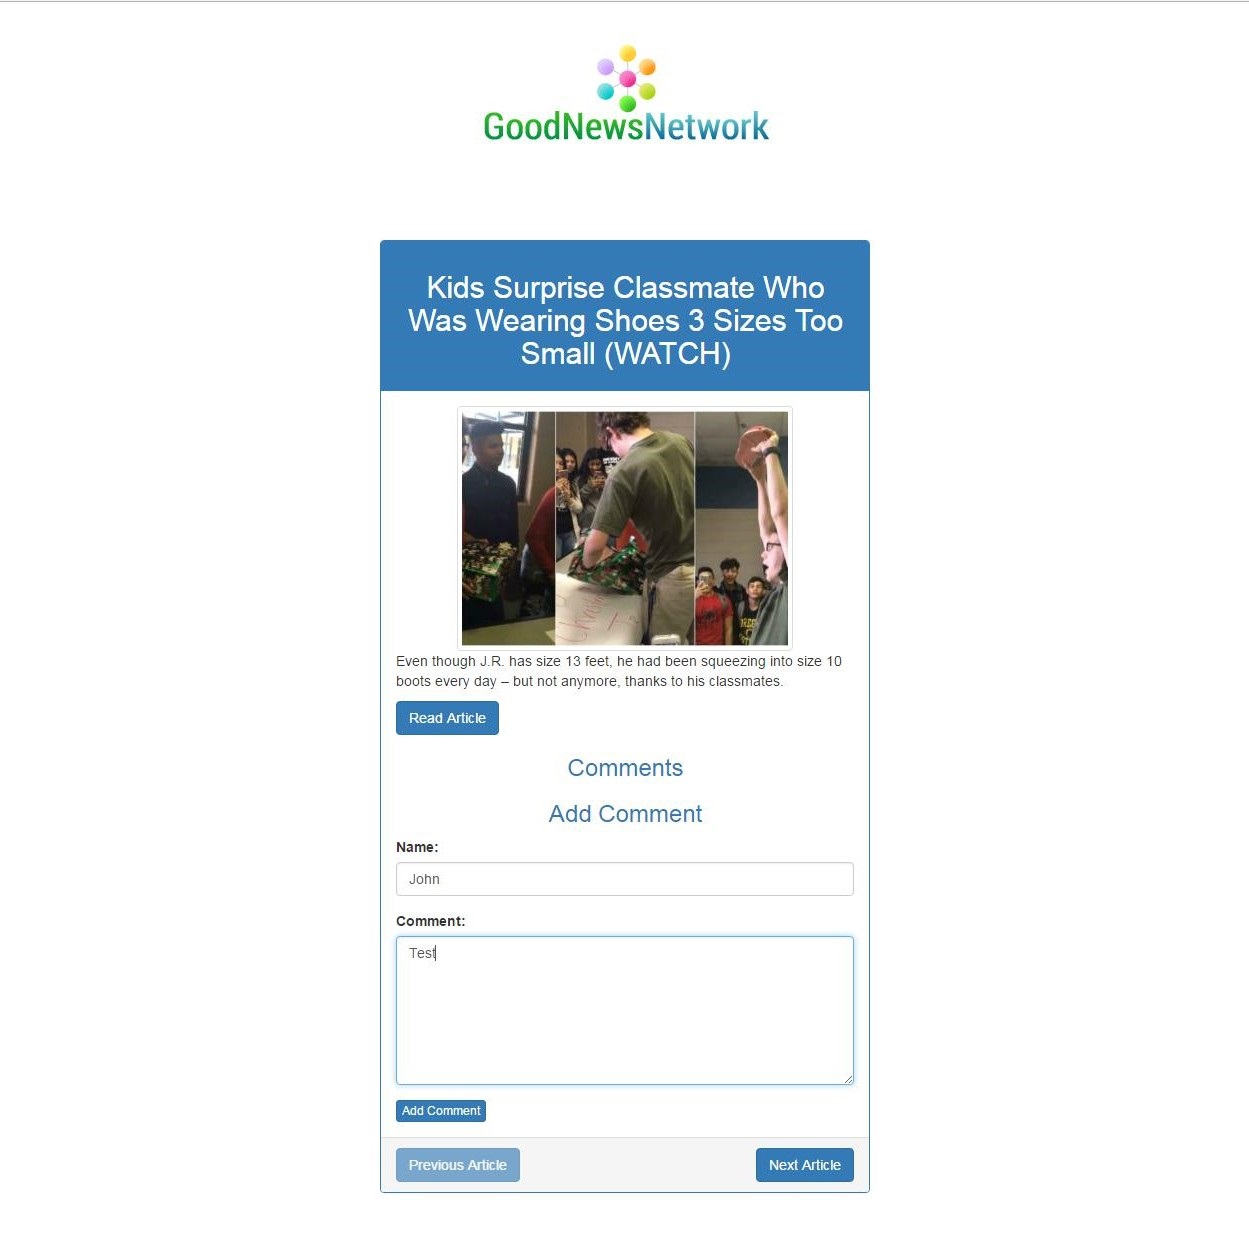 GoodNewsNetwork
Kids Surprise Classmate Who
Was Wearing Shoes 3 Sizes Too
Small (WATCH)
Even though J.R. has size 13 feet, he had been squeezing into size 10
boots every day – but not anymore, thanks to his classmates.
Read Article
Comments
Add Comment
Name:
John
Comment:
Test
Add Comment
Previous Article
Next Article